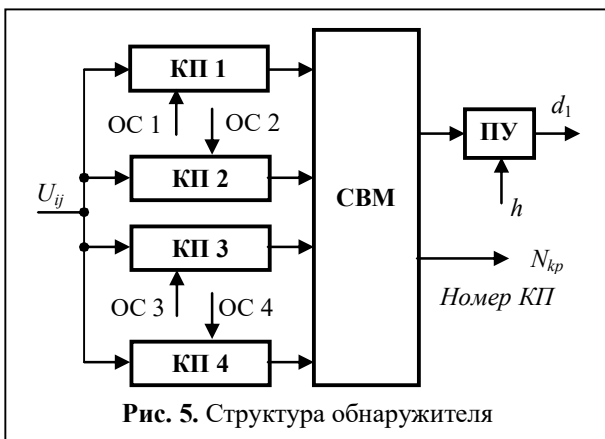 КП 1
ОС 1
ОС 2
КП 2
U_ij
КП 3
ОС 3
ОС 4
КП 4
СВМ
ПУ
d_1
h
N_kp
Номер КП
Рис. 5. Структура обнаружителя